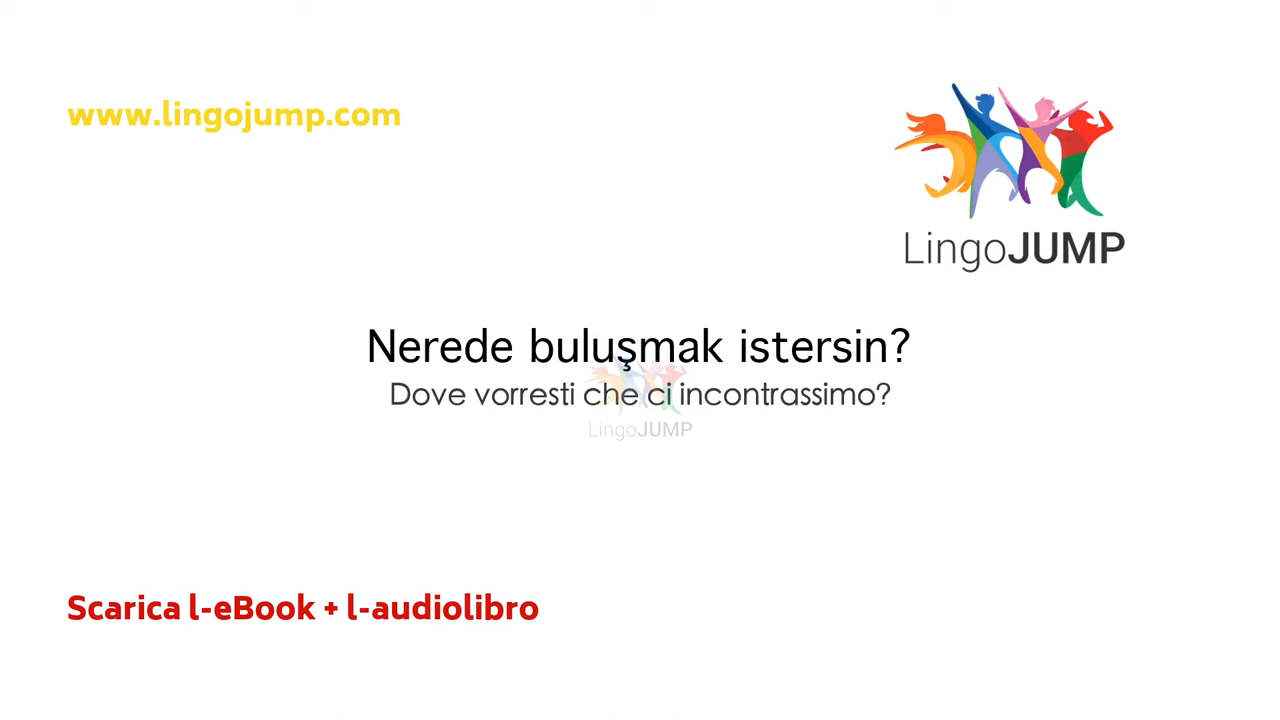 www.lingojump.com
LingoJUMP
Nerede buluşmak istersin?
Dove vorresti che ci incontrassimo?
LingoJUMP
Scarica l-eBook + l-audiolibro